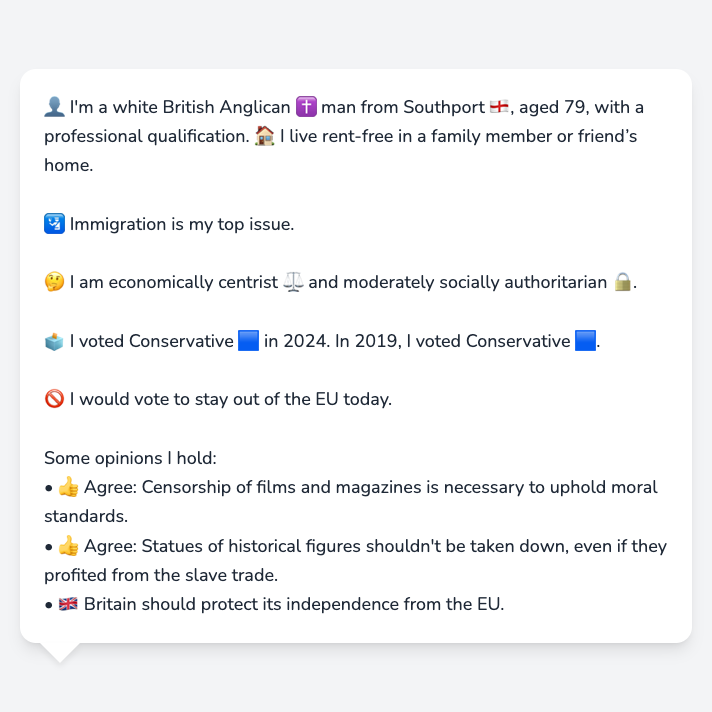 👤 I'm a white British Anglican ✝️ man from Southport 🏴󠁧󠁢󠁥󠁮󠁧󠁿, aged 79, with a
professional qualification. 🏠 I live rent-free in a family member or friend’s
home.
🛂 Immigration is my top issue.
🤔 I am economically centrist ⚖️ and moderately socially authoritarian 🔒.
🗳️ I voted Conservative 🟦 in 2024. In 2019, I voted Conservative 🟦.
🚫 I would vote to stay out of the EU today.
Some opinions I hold:
• 👍 Agree: Censorship of films and magazines is necessary to uphold moral
standards.
• 👍 Agree: Statues of historical figures shouldn't be taken down, even if they
profited from the slave trade.
• 🇬🇧 Britain should protect its independence from the EU.